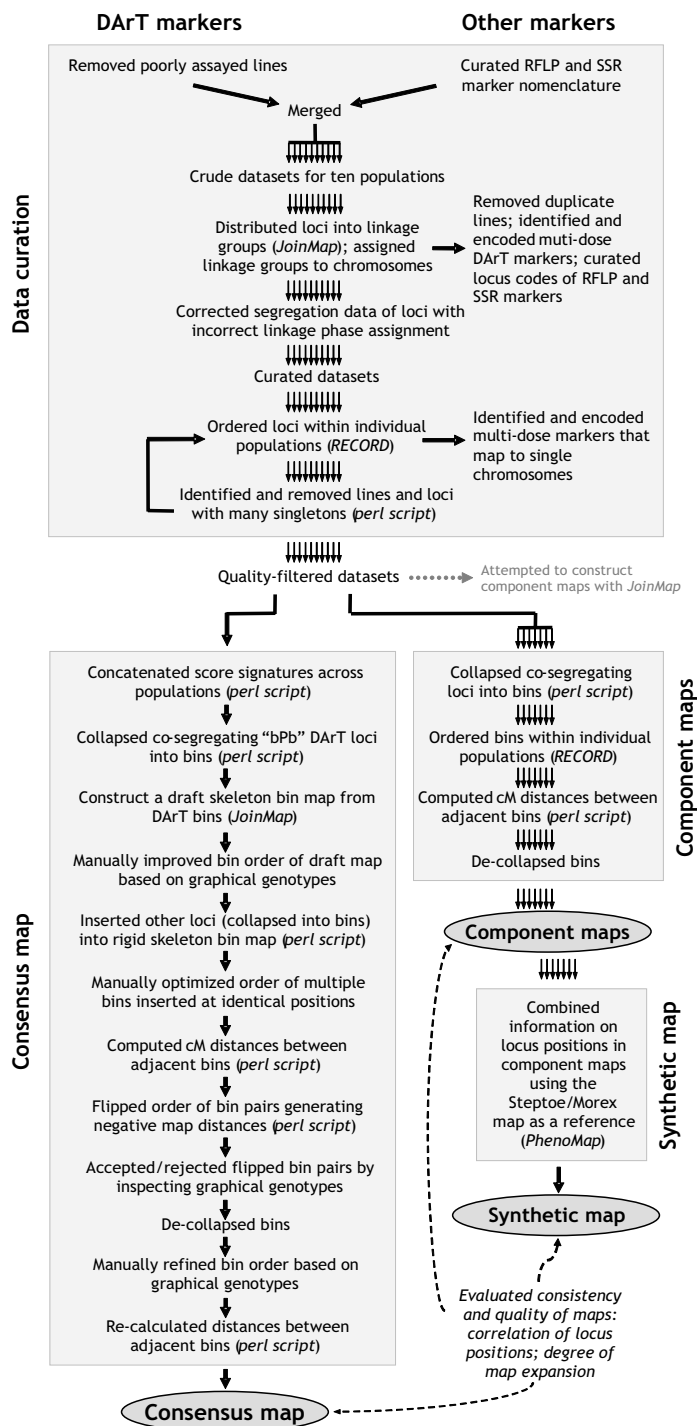 DArT markers
Other markers
Data curation
Removed poorly assayed lines
Curated RFLP and SSR
marker nomenclature
Merged
Crude datasets for ten populations
Distributed loci into linkage
groups (JoinMap); assigned
linkage groups to chromosomes
Removed duplicate
lines; identified and
encoded muti-dose
DArT markers; curated
locus codes of RFLP and
SSR markers
Corrected segregation data of loci with
incorrect linkage phase assignment
Curated datasets
Ordered loci within individual
populations (RECORD)
Identified and encoded
multi-dose markers that
map to single
chromosomes
Identified and removed lines and loci
with many singletons (perl script)
Quality-filtered datasets
Attempted to construct
component maps with JoinMap
Consensus map
Concatenated score signatures across
populations (perl script)
Collapsed co-segregating “bPb” DArT loci
into bins (perl script)
Construct a draft skeleton bin map from
DArT bins (JoinMap)
Manually improved bin order of draft map
based on graphical genotypes
Inserted other loci (collapsed into bins)
into rigid skeleton bin map (perl script)
Manually optimized order of multiple
bins inserted at identical positions
Computed cM distances between
adjacent bins (perl script)
Flipped order of bin pairs generating
negative map distances (perl script)
Accepted/rejected flipped bin pairs by
inspecting graphical genotypes
De-collapsed bins
Manually refined bin order based on
graphical genotypes
Re-calculated distances between
adjacent bins (perl script)
Consensus map
Component maps
Collapsed co-segregating
loci into bins (perl script)
Ordered bins within individual
populations (RECORD)
Computed cM distances between
adjacent bins (perl script)
De-collapsed bins
Component maps
Synthetic map
Combined
information on
locus positions in
component maps
using the
Steptoe/Morex
map as a reference
(PhenoMap)
Synthetic map
Evaluated consistency
and quality of maps:
correlation of locus
positions; degree of
map expansion